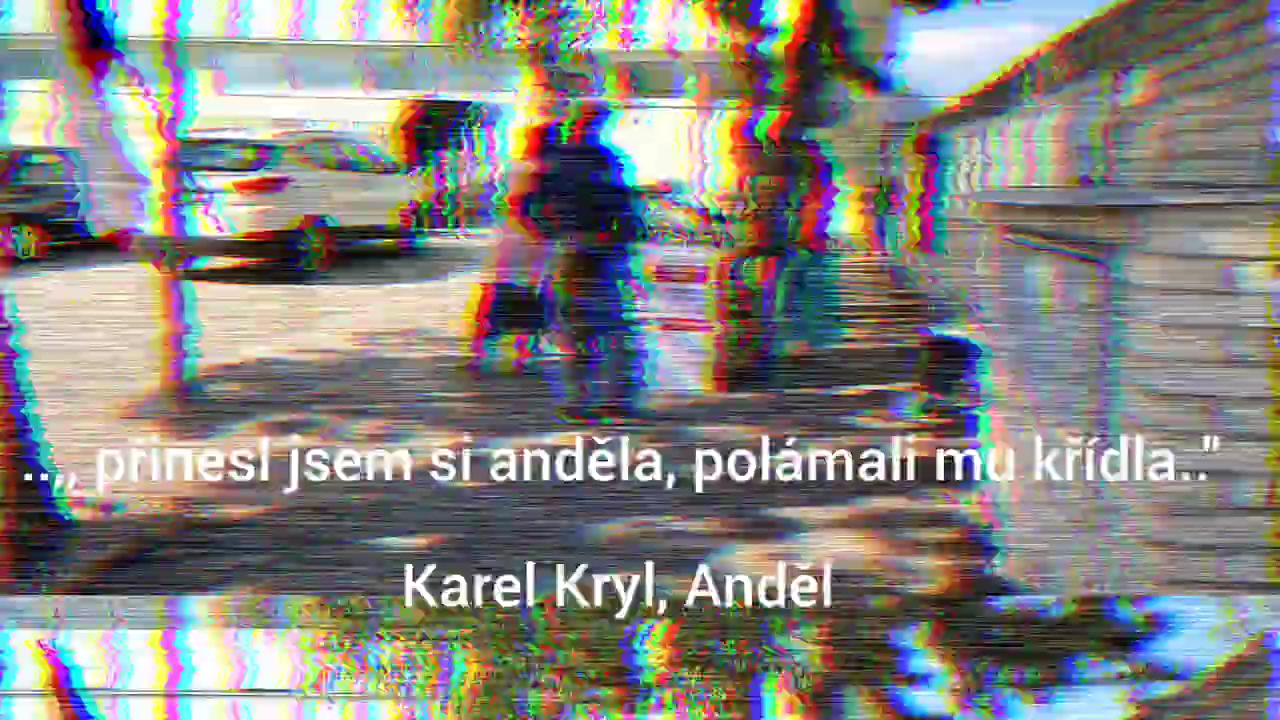 ..,, přinesl jsem si anděla, polámali mu křídla.."
Karel Kryl, Anděl